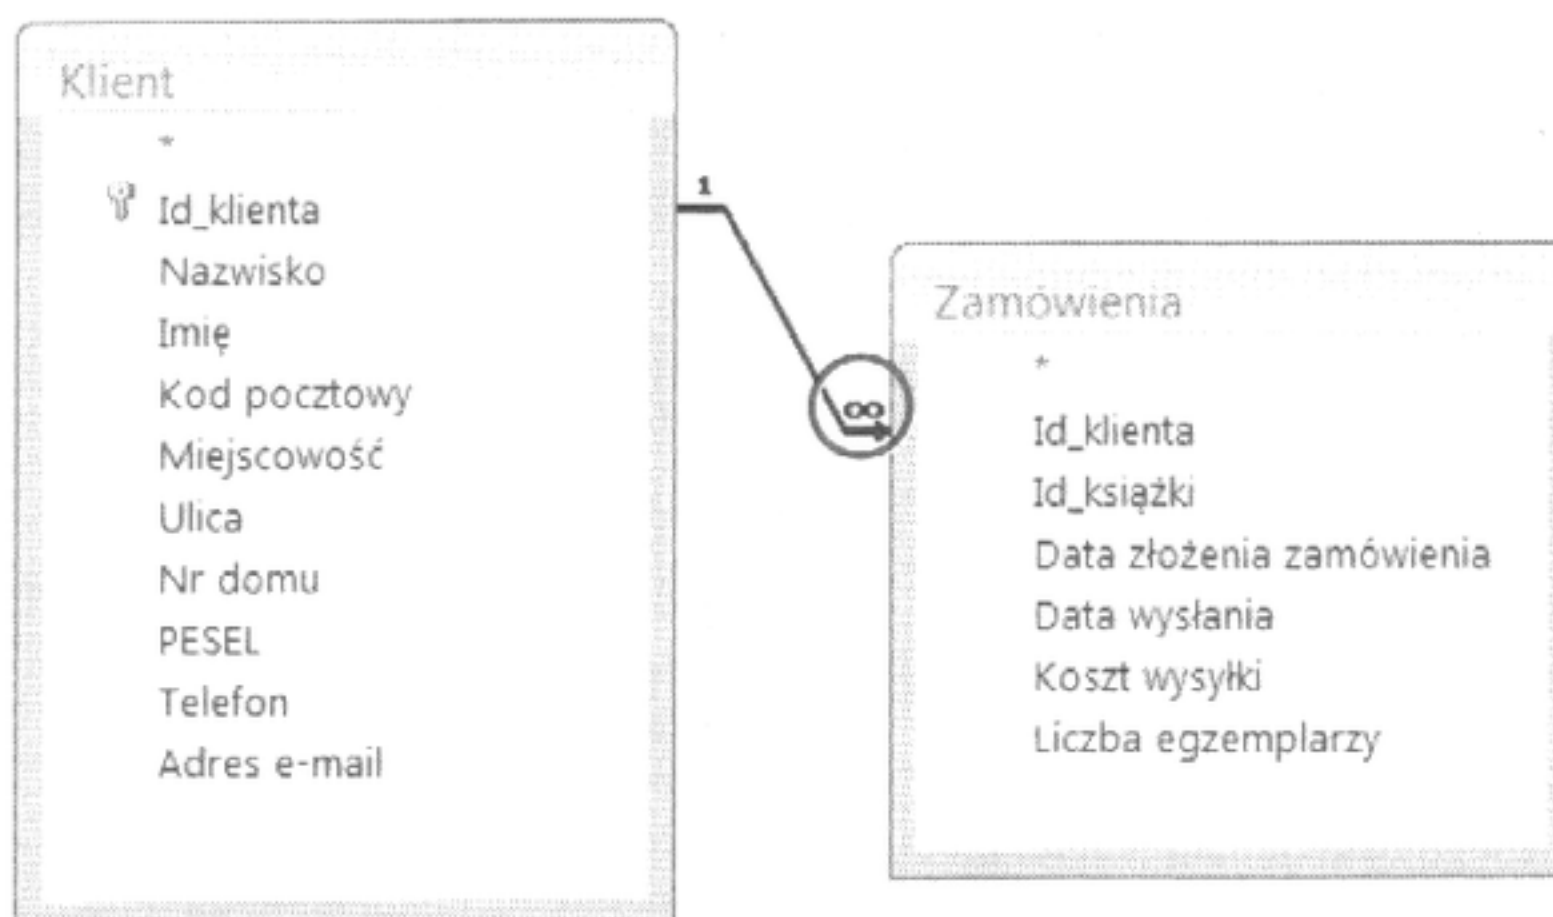 Klient
*
Id_klienta
Nazwisko
Imię
Kod pocztowy
Miejscowość
Ulica
Nr domu
PESEL
Telefon
Adres e-mail
1
∞
Zamówienia
*
Id_klienta
Id_książki
Data złożenia zamówienia
Data wysłania
Koszt wysyłki
Liczba egzemplarzy